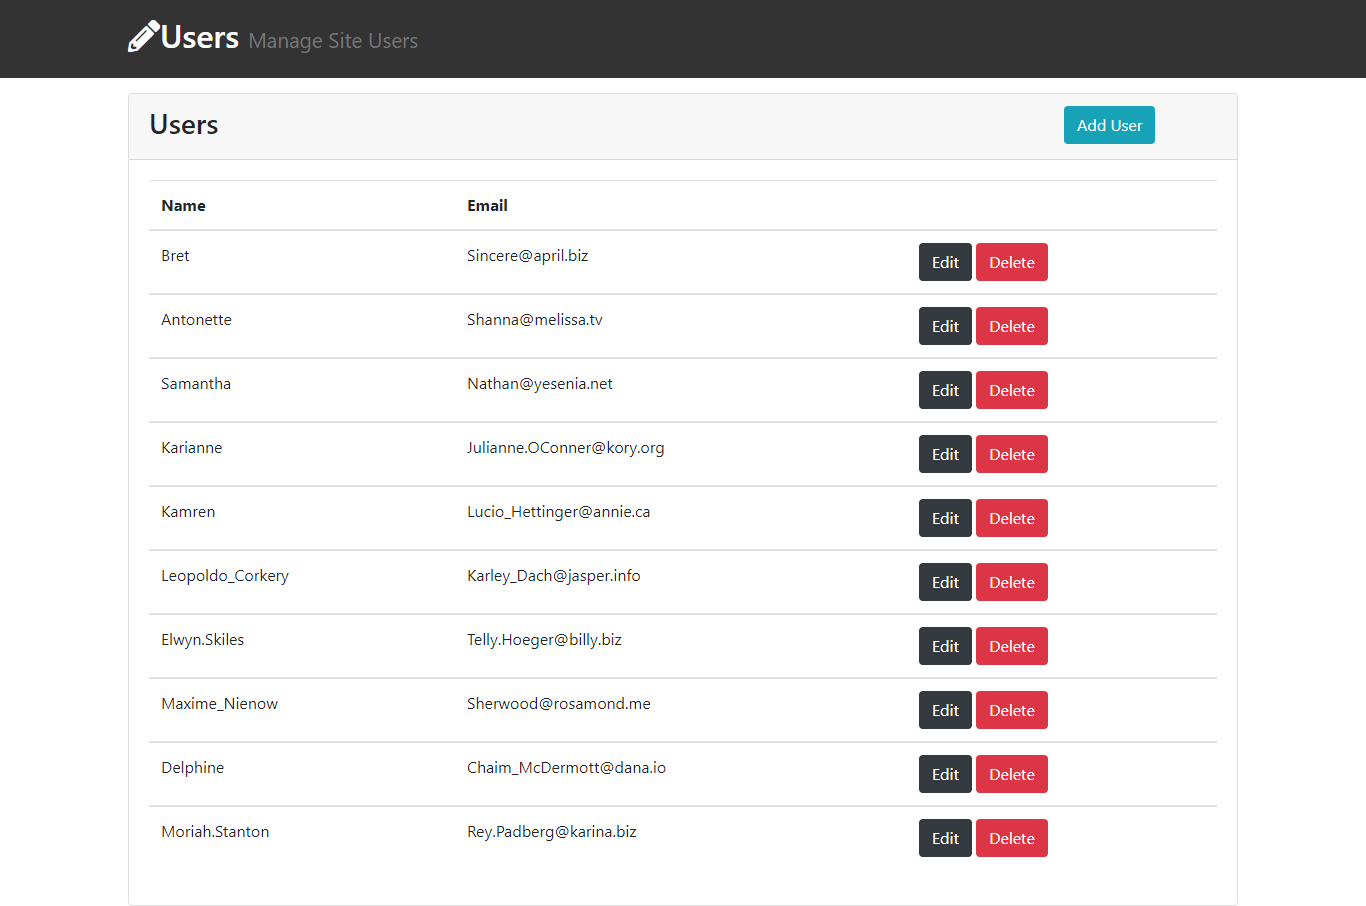 Users Manage Site Users
Users Add User
Name Email
Bret Sincere@april.biz Edit Delete
Antonette Shanna@melissa.tv Edit Delete
Samantha Nathan@yesenia.net Edit Delete
Karianne Julianne.OConner@kory.org Edit Delete
Kamren Lucio_Hettinger@annie.ca Edit Delete
Leopoldo_Corkery Karley_Dach@jasper.info Edit Delete
Elwyn.Skiles Telly.Hoeger@billy.biz Edit Delete
Maxime_Nienow Sherwood@rosamond.me Edit Delete
Delphine Chaim_McDermott@dana.io Edit Delete
Moriah.Stanton Rey.Padberg@karina.biz Edit Delete